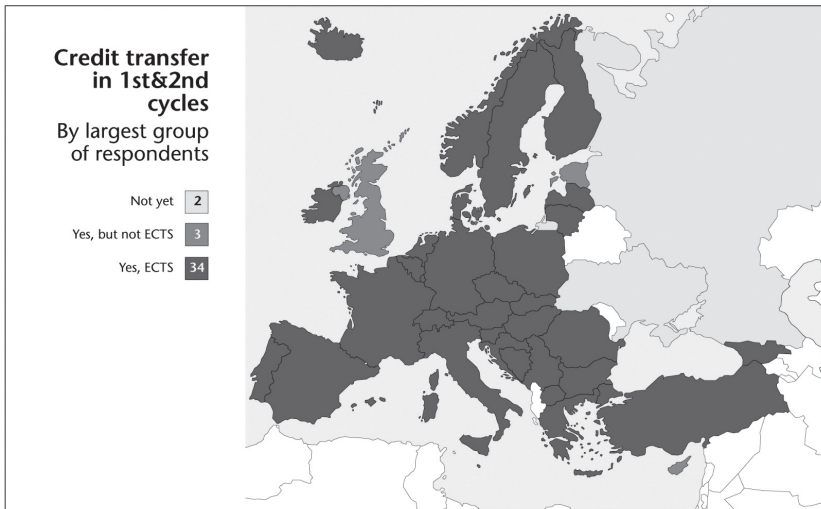 Credit transfer
in 1st&2nd
cycles
By largest group
of respondents
Not yet 2
Yes, but not ECTS 3
Yes, ECTS 34